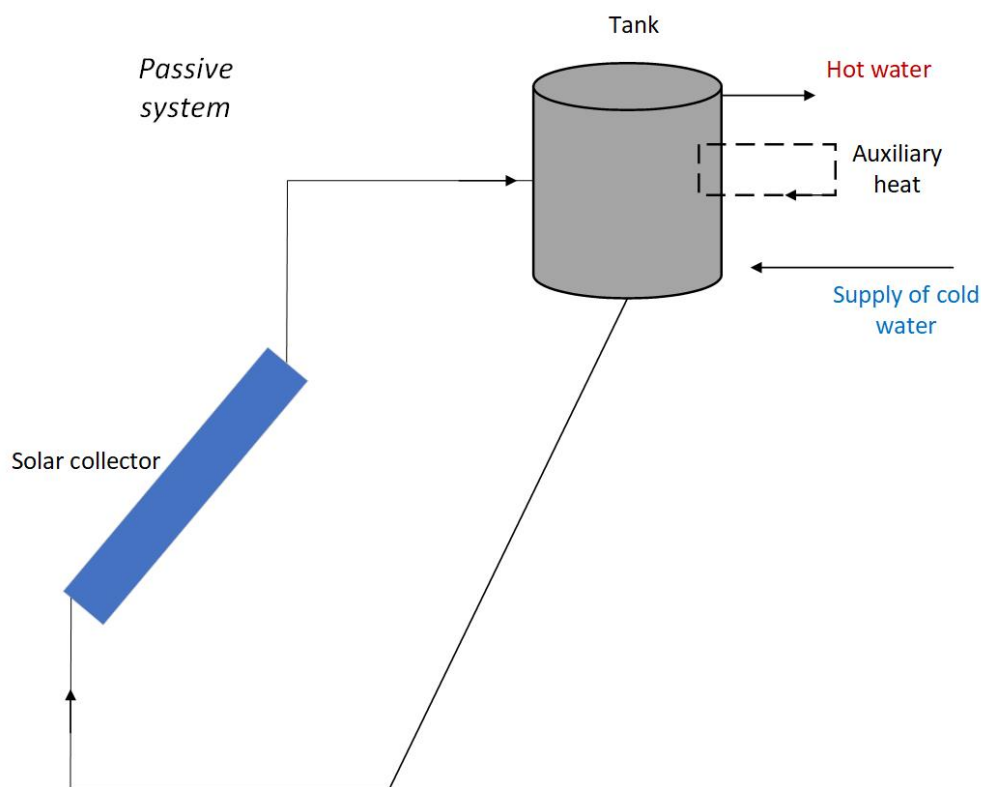 Tank
Passive
system
Hot water
Auxiliary
heat
Supply of cold
water
Solar collector